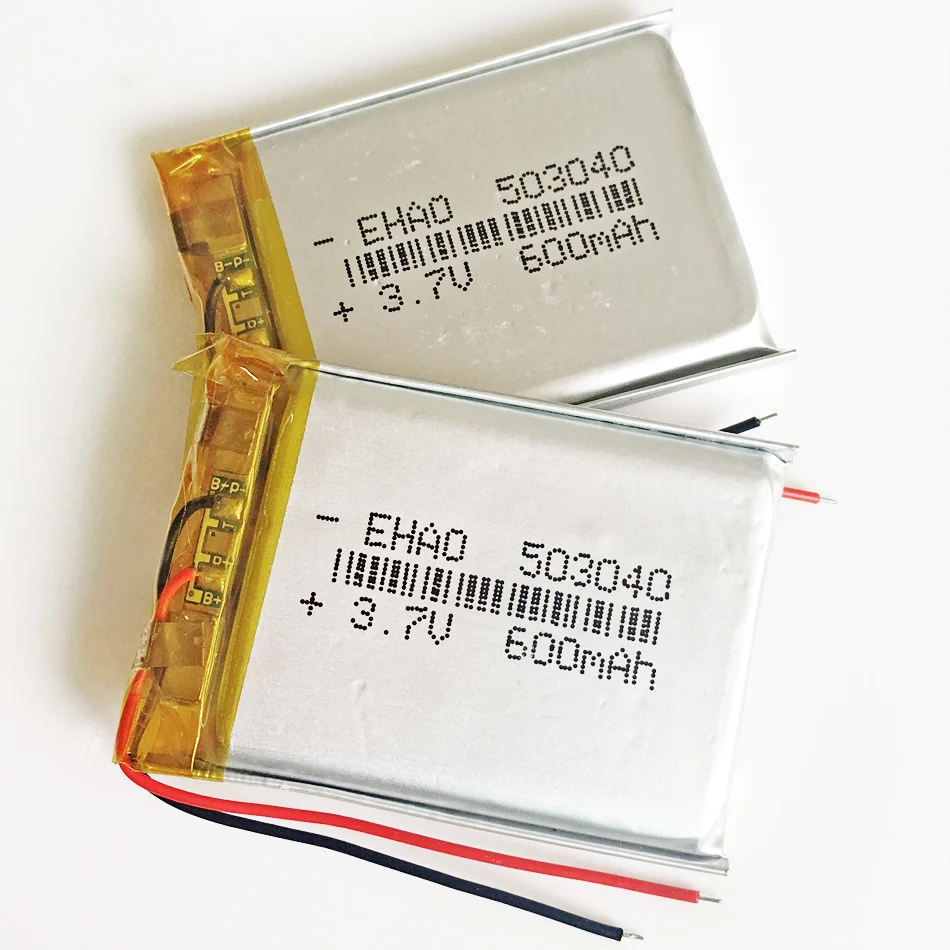 - EHAO 503040
+ 3.7V 600mAh
B- P-
D+
- EHAO 503040
+ 3.7V 600mAh
B+ P-
D+
B+